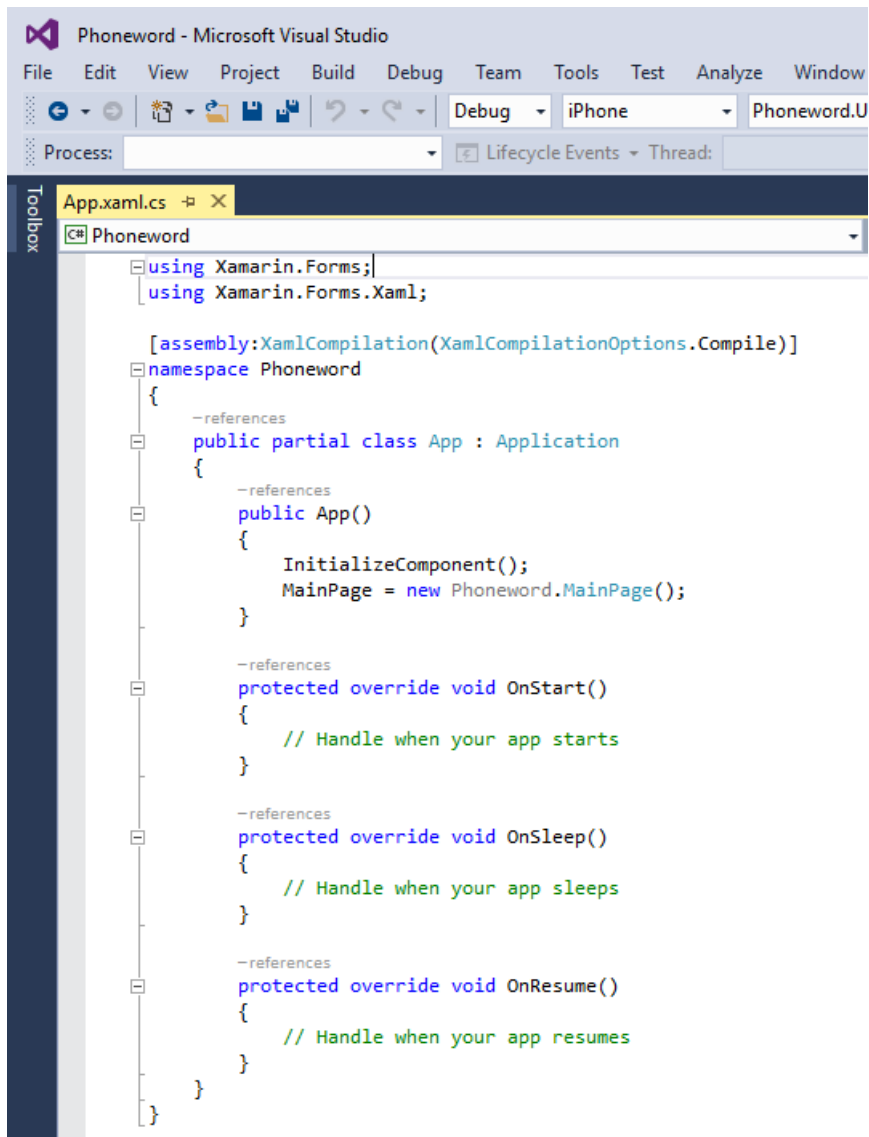 Phoneword - Microsoft Visual Studio
File Edit View Project Build Debug Team Tools Test Analyze Window
Debug iPhone Phoneword.U
Process: Lifecycle Events Thread:
Toolbox
App.xaml.cs
C# Phoneword
using Xamarin.Forms;
using Xamarin.Forms.Xaml;
[assembly:XamlCompilation(XamlCompilationOptions.Compile)]
namespace Phoneword
{
–references
public partial class App : Application
{
–references
public App()
{
InitializeComponent();
MainPage = new Phoneword.MainPage();
}
–references
protected override void OnStart()
{
// Handle when your app starts
}
–references
protected override void OnSleep()
{
// Handle when your app sleeps
}
–references
protected override void OnResume()
{
// Handle when your app resumes
}
}
}